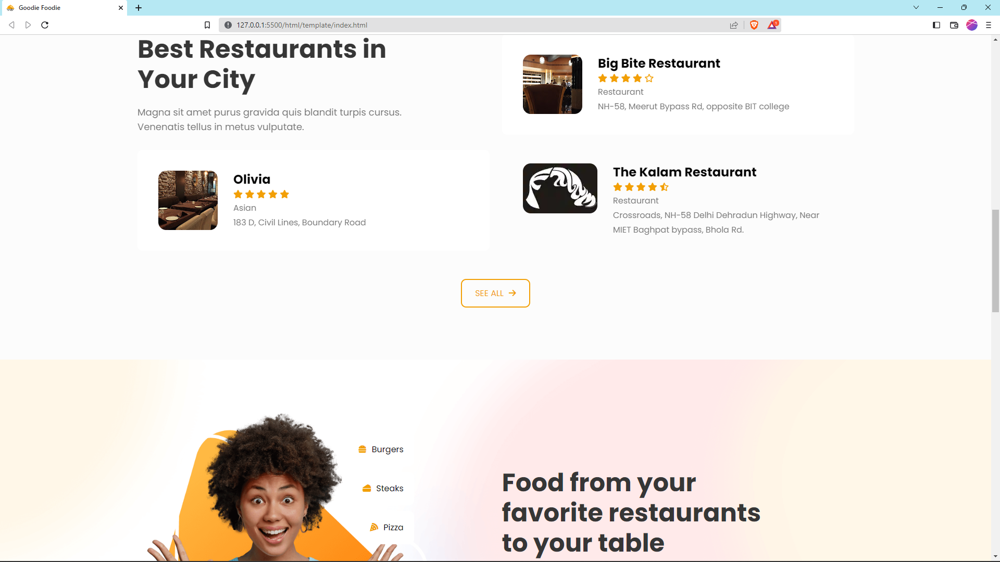 Goodie Foodie
127.0.0.1:5500/html/template/index.html
1
Best Restaurants in
Your City
Magna sit amet purus gravida quis blandit turpis cursus.
Venenatis tellus in metus vulputate.
Olivia
Asian
183 D, Civil Lines, Boundary Road
Big Bite Restaurant
Restaurant
NH-58, Meerut Bypass Rd, opposite BIT college
The Kalam Restaurant
Restaurant
Crossroads, NH-58 Delhi Dehradun Highway, Near
MIET Baghpat bypass, Bhola Rd.
SEE ALL
Burgers
Steaks
Pizza
Food from your
favorite restaurants
to your table